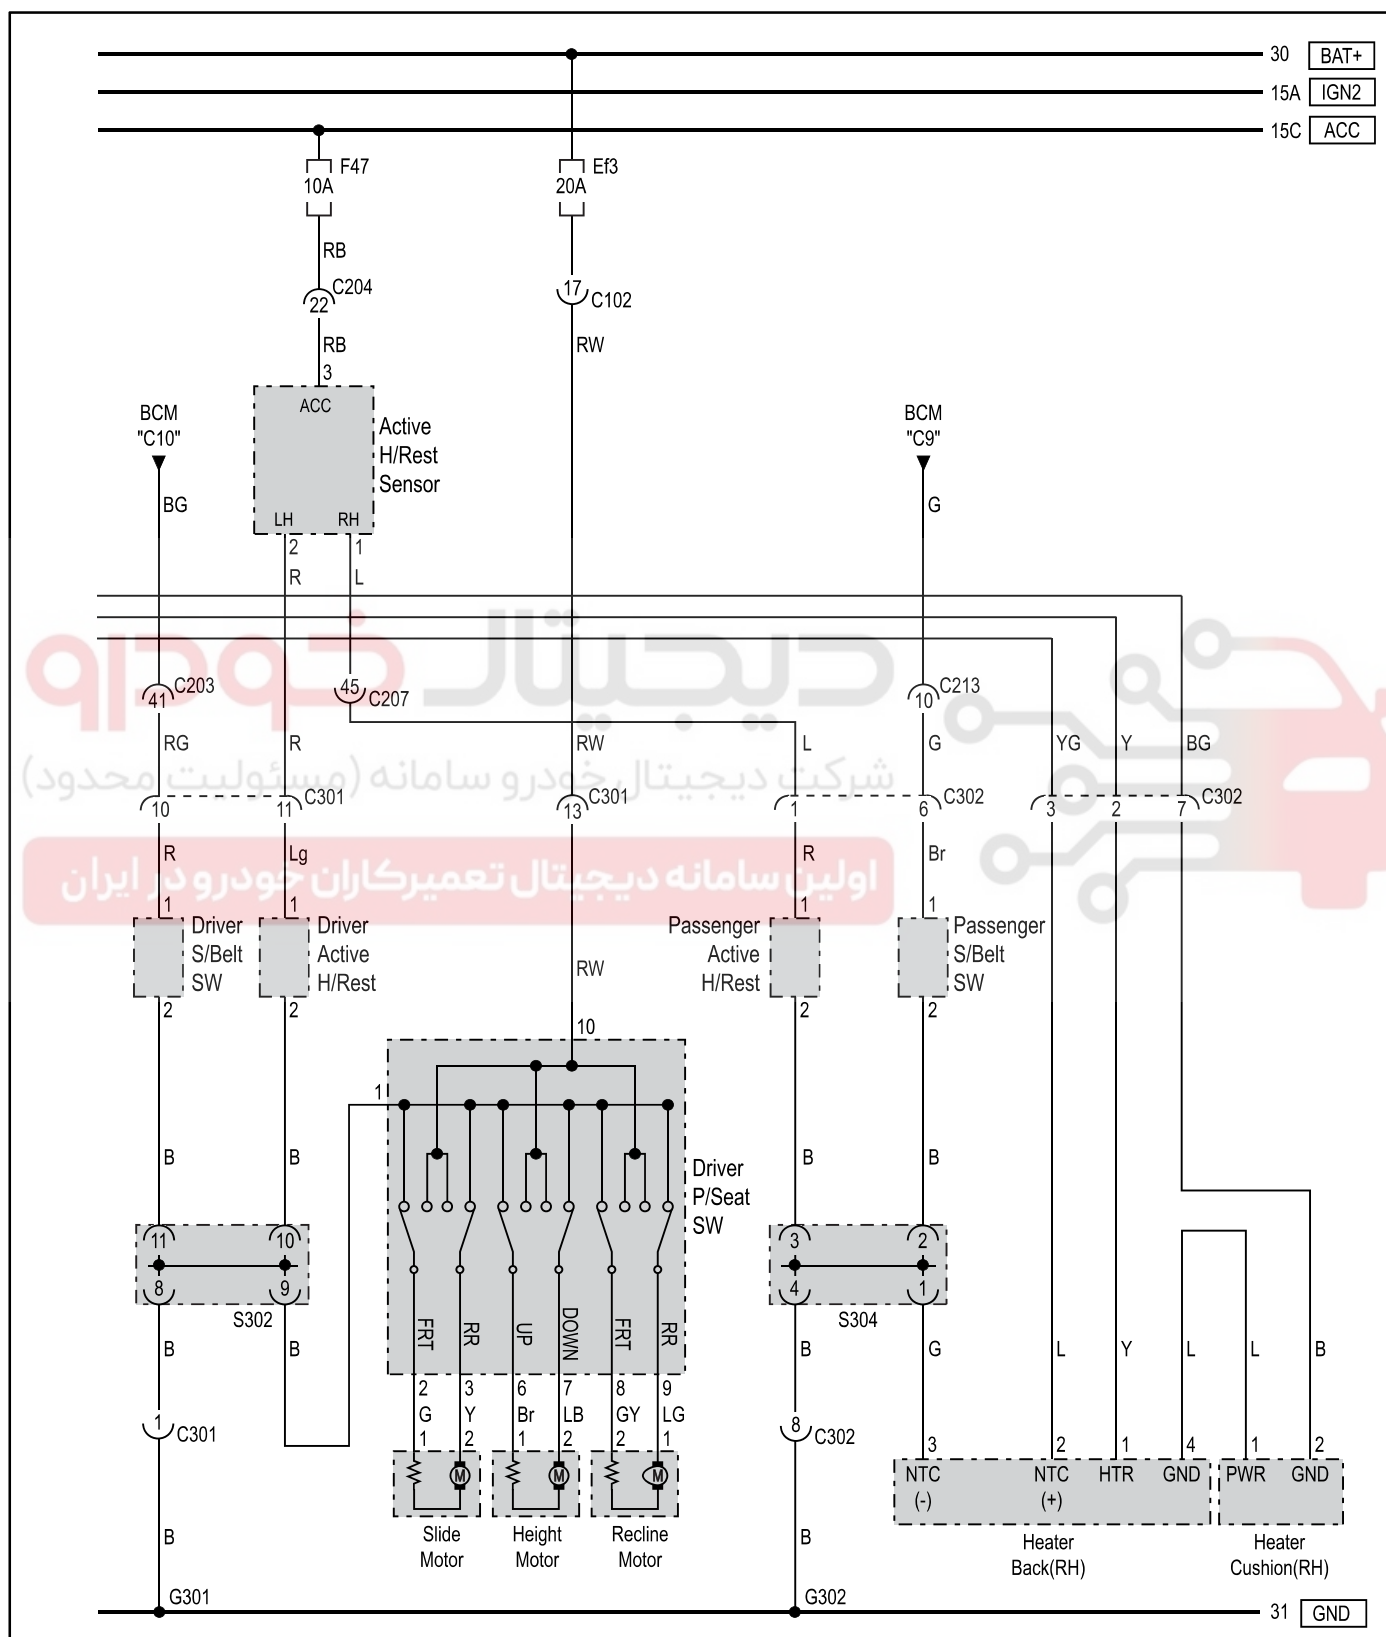 30 BAT+
15A IGN2
15C ACC
F47
10A
Ef3
20A
RB
C204
22
17
C102
RB
RW
3
ACC
Active
H/Rest
Sensor
LH RH
BCM
"C10"
BCM
"C9"
BG
G
2 1
R L
دیجیتال خودرو
شرکت دیجیتال خودرو سامانه (مسئولیت محدود)
اولین سامانه دیجیتال تعمیرکاران خودرو در ایران
C203
41
45
C207
C213
10
RG R RW L G YG Y BG
10 11 C301
13 C301
1 6 C302
3 2 7 C302
R Lg R Br
1 1 1 1
Driver
S/Belt
SW
Driver
Active
H/Rest
Passenger
Active
H/Rest
Passenger
S/Belt
SW
RW
2 2 2 2
10
1
B B B B
Driver
P/Seat
SW
11 10
8 9
S302
3 2
4 1
S304
FRT RR UP DOWN FRT RR
B B B G L Y L L B
2 3 6 7 8 9
G Y Br LB GY LG
1 2 1 2 2 1
M M M
1
C301
8
C302
3 2 1 4 1 2
NTC
(-)
NTC
(+)
HTR GND PWR GND
Slide
Motor
Height
Motor
Recline
Motor
Heater
Back(RH)
Heater
Cushion(RH)
B B
G301 G302
31 GND